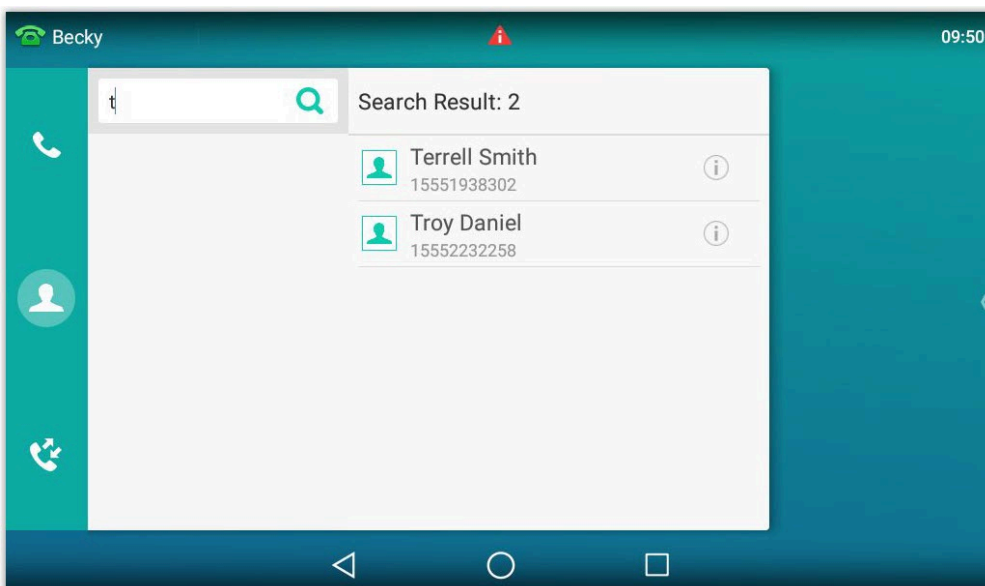 Becky
09:50
t
Search Result: 2
Terrell Smith
15551938302
Troy Daniel
15552232258